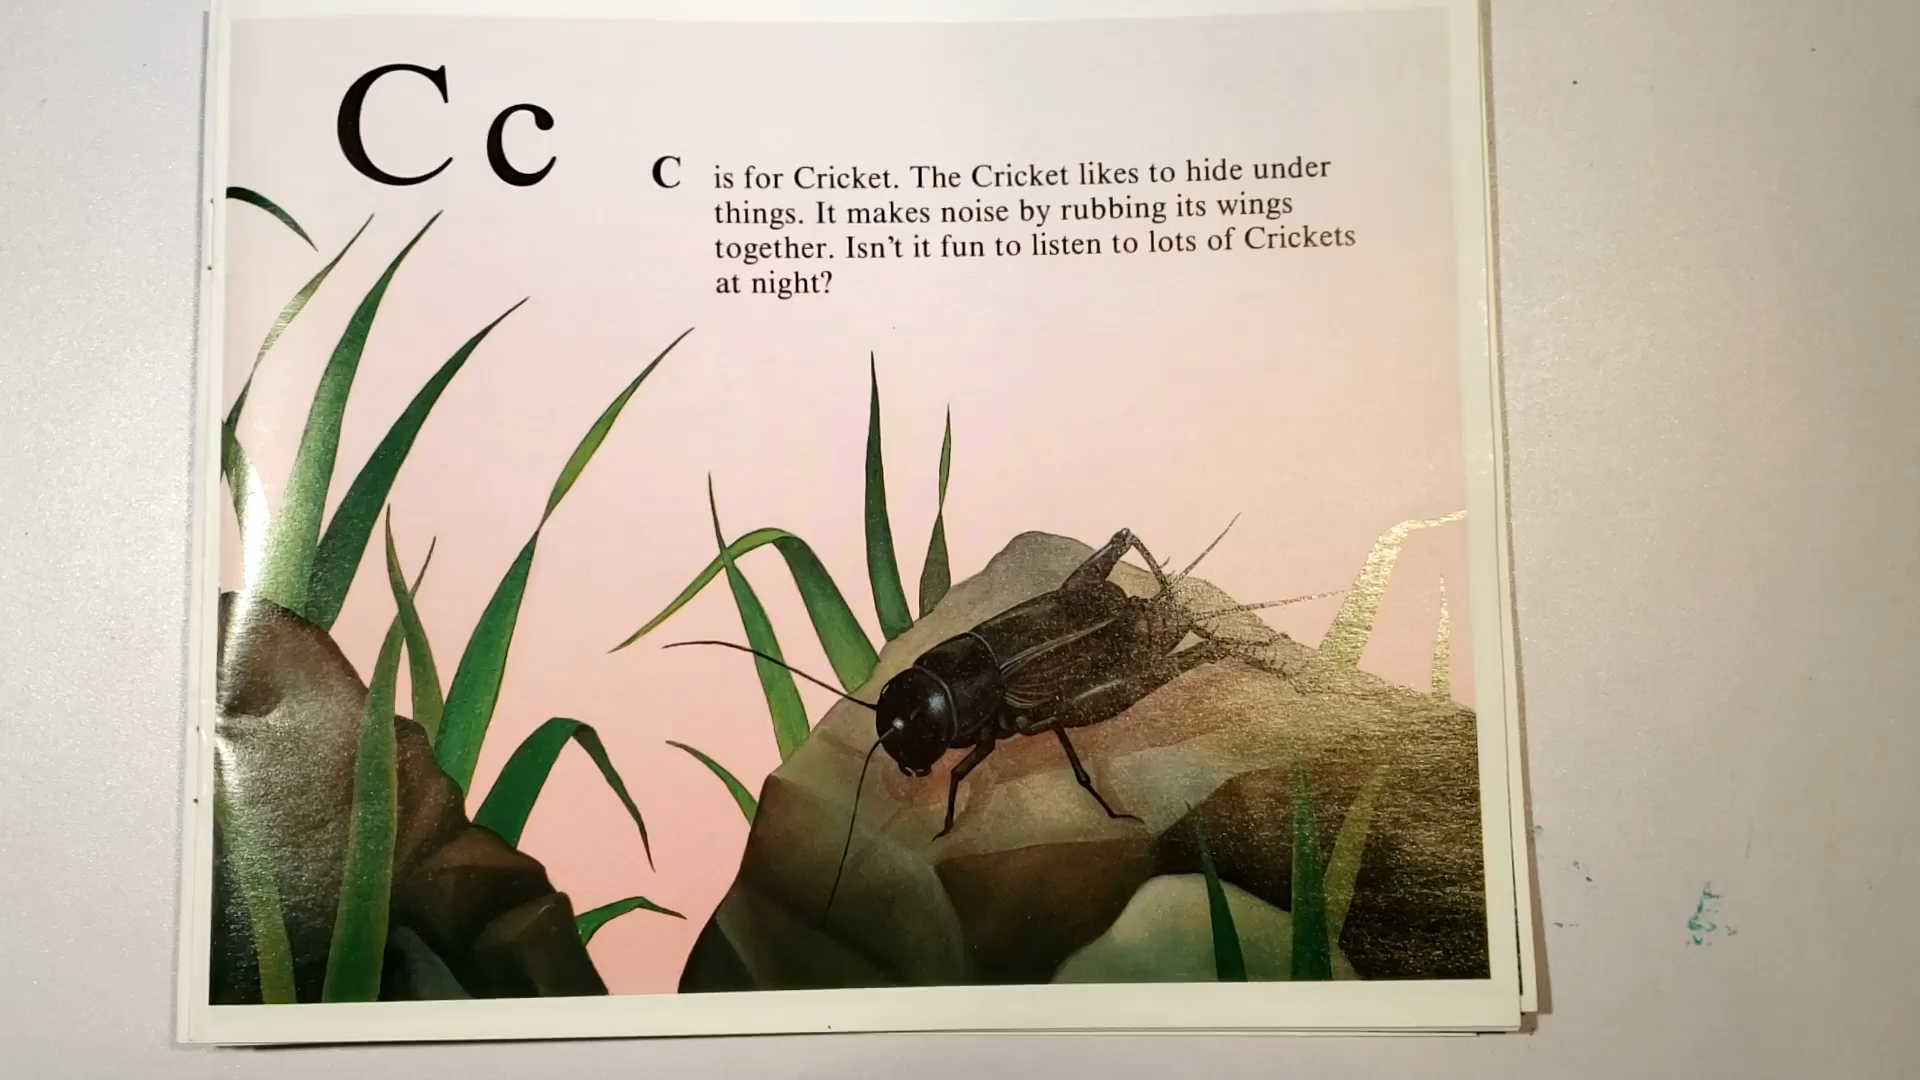 C c
C is for Cricket. The Cricket likes to hide under
things. It makes noise by rubbing its wings
together. Isn't it fun to listen to lots of Crickets
at night?